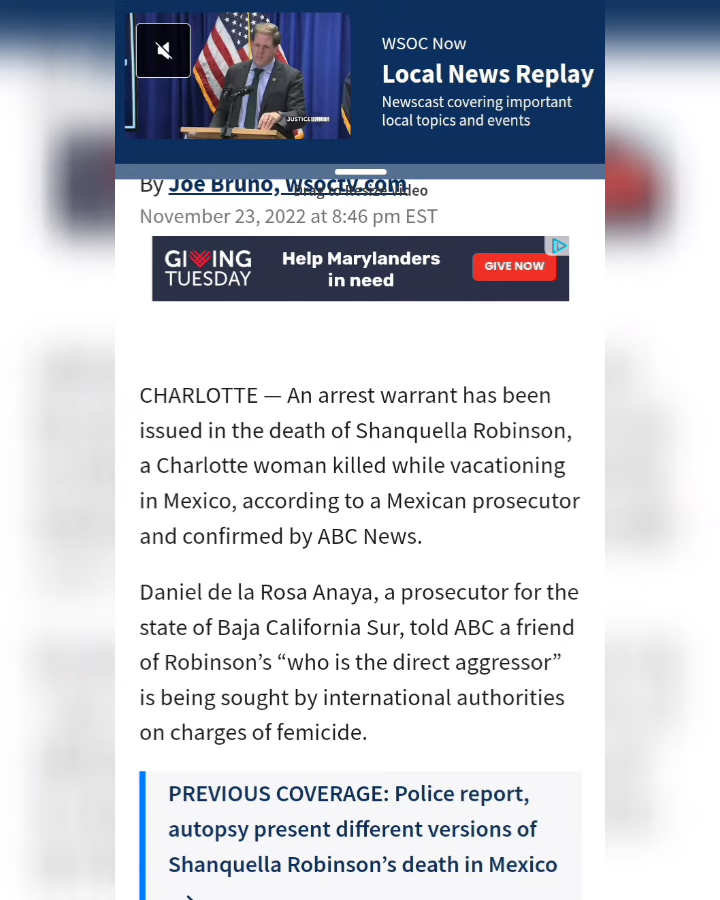 WSOC Now
Local News Replay
Newscast covering important
local topics and events
By Joe Bruno, wsoctv.com
Drag to Resize Video
November 23, 2022 at 8:46 pm EST
GIVING
TUESDAY
Help Marylanders
in need
GIVE NOW
CHARLOTTE — An arrest warrant has been
issued in the death of Shanquella Robinson,
a Charlotte woman killed while vacationing
in Mexico, according to a Mexican prosecutor
and confirmed by ABC News.
Daniel de la Rosa Anaya, a prosecutor for the
state of Baja California Sur, told ABC a friend
of Robinson’s “who is the direct aggressor”
is being sought by international authorities
on charges of femicide.
PREVIOUS COVERAGE: Police report,
autopsy present different versions of
Shanquella Robinson’s death in Mexico